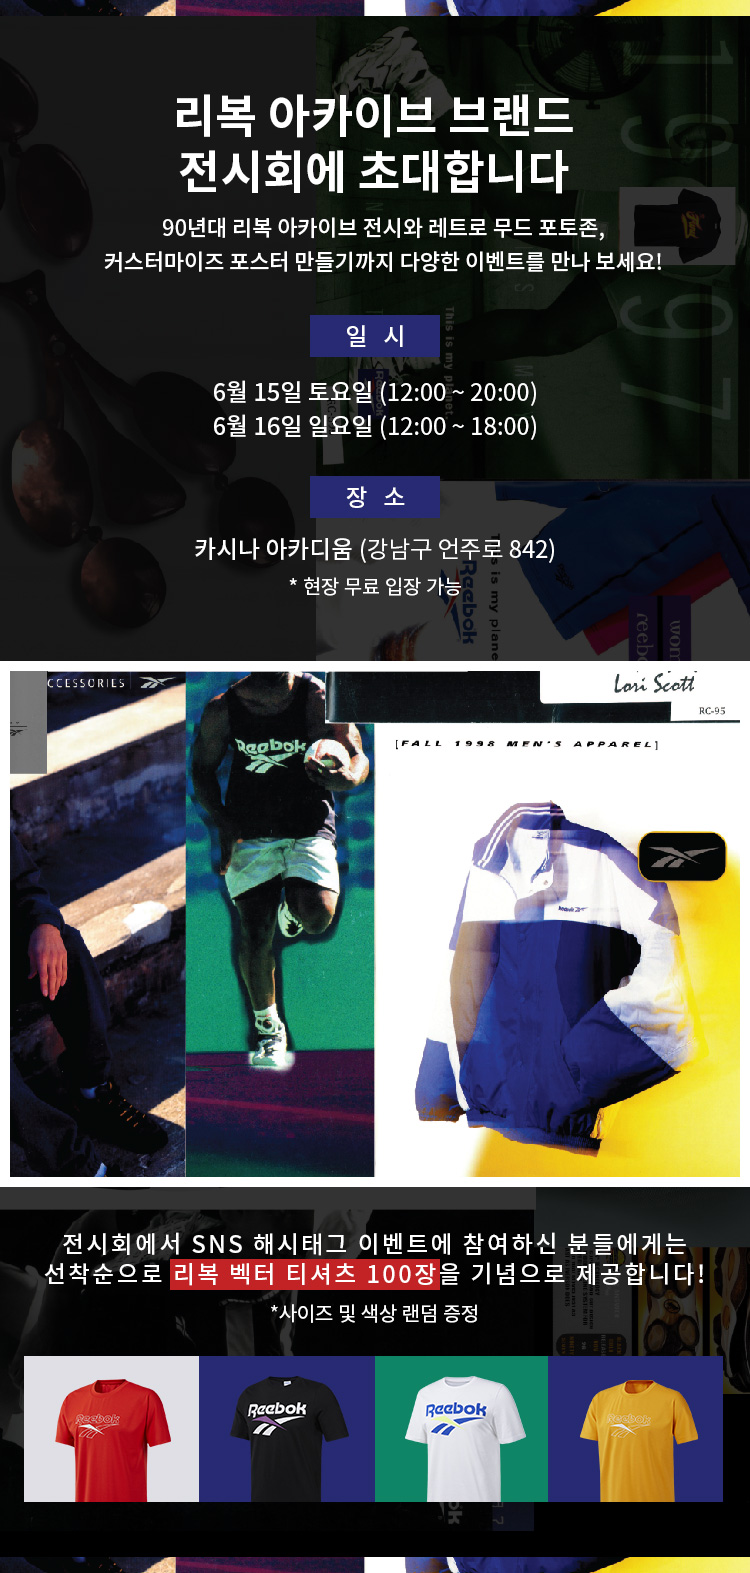 리복 아카이브 브랜드
전시회에 초대합니다
90년대 리복 아카이브 전시와 레트로 무드 포토존,
커스터마이즈 포스터 만들기까지 다양한 이벤트를 만나 보세요!
1997
This is my planet
일 시
6월 15일 토요일 (12:00 ~ 20:00)
6월 16일 일요일 (12:00 ~ 18:00)
장 소
카시나 아카디움 (강남구 언주로 842)
* 현장 무료 입장 가능
Reebok
is my plane
CCESSORIES
Lori Scott
RC-95
[FALL 1998 MEN'S APPAREL]
Reebok
Reebok
전시회에서 SNS 해시태그 이벤트에 참여하신 분들에게는
선착순으로 리복 벡터 티셔츠 100장을 기념으로 제공합니다!
*사이즈 및 색상 랜덤 증정
Reebok
Reebok
Reebok
Reebok